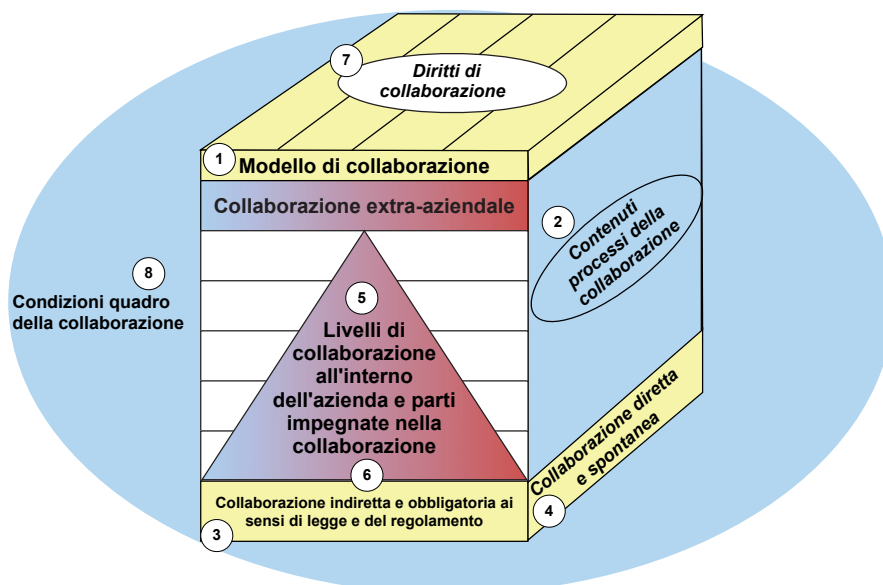 7
Diritti di
collaborazione
1
Modello di collaborazione
Collaborazione extra-aziendale
2
Contenuti
processi della
collaborazione
8
Condizioni quadro
della collaborazione
5
Livelli di
collaborazione
all'interno
dell'azienda e parti
impegnate nella
collaborazione
6
Collaborazione indiretta e obbligatoria ai
sensi di legge e del regolamento
3
Collaborazione diretta
e spontanea
4